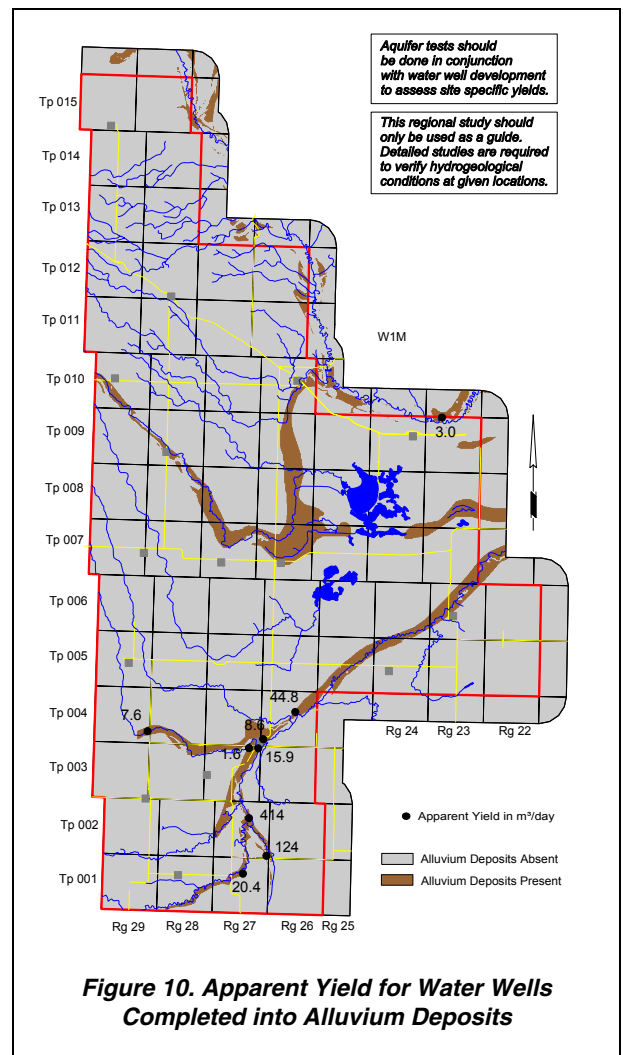 Aquifer tests should
be done in conjunction
with water well development
to assess site specific yields.
This regional study should
only be used as a guide.
Detailed studies are required
to verify hydrogeological
conditions at given locations.
Tp 015
Tp 014
Tp 013
Tp 012
Tp 011
W1M
Tp 010
3.0
Tp 009
Tp 008
Tp 007
Tp 006
Tp 005
44.8
Tp 004
7.6
8.6
Rg 24
Rg 23
Rg 22
1.6
15.9
Tp 003
414
Apparent Yield in m³/day
Tp 002
124
Alluvium Deposits Absent
Tp 001
20.4
Alluvium Deposits Present
Rg 29
Rg 28
Rg 27
Rg 26
Rg 25
Figure 10. Apparent Yield for Water Wells
Completed into Alluvium Deposits